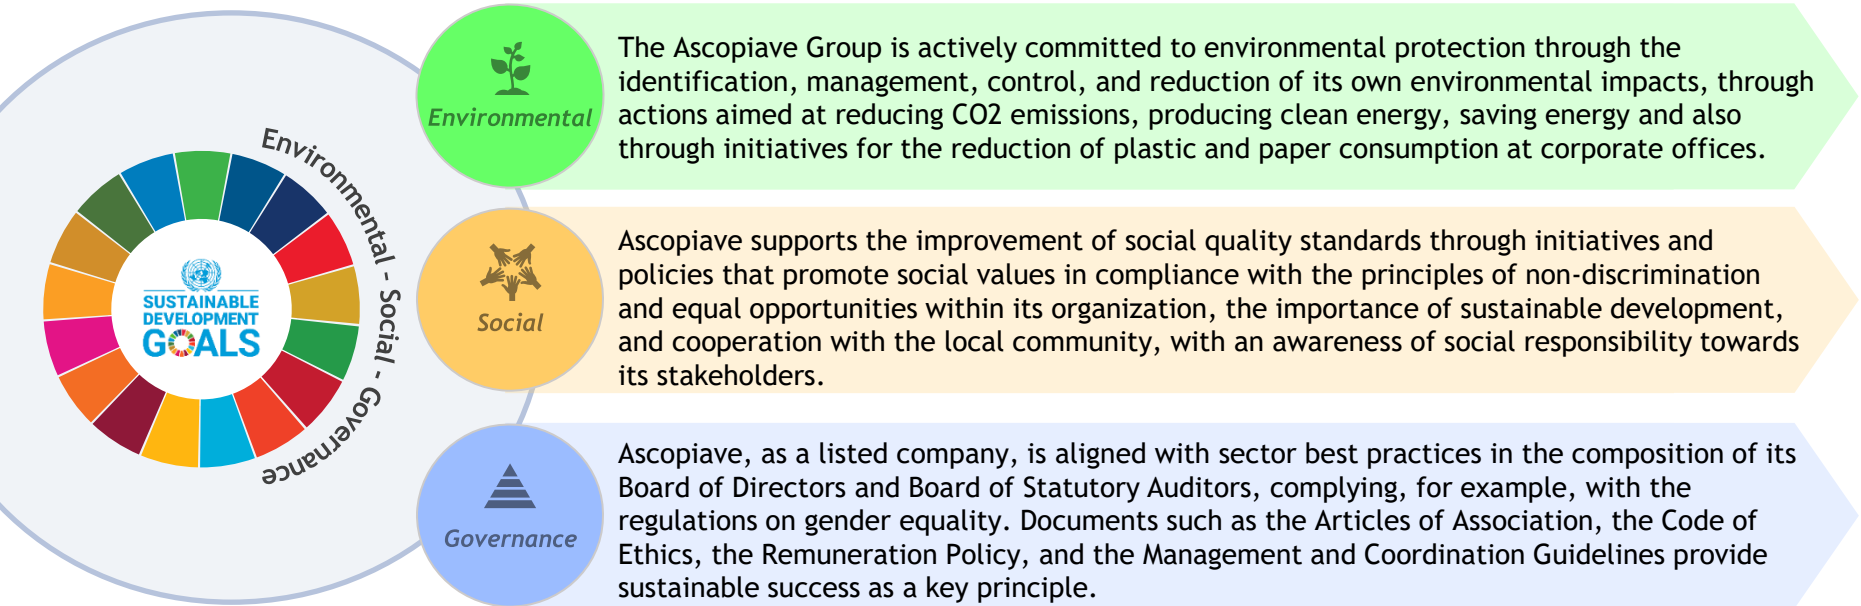 Environmental - Social - Governance
SUSTAINABLE
DEVELOPMENT
GOALS
Environmental
The Ascopiave Group is actively committed to environmental protection through the
identification, management, control, and reduction of its own environmental impacts, through
actions aimed at reducing CO2 emissions, producing clean energy, saving energy and also
through initiatives for the reduction of plastic and paper consumption at corporate offices.
Social
Ascopiave supports the improvement of social quality standards through initiatives and
policies that promote social values in compliance with the principles of non-discrimination
and equal opportunities within its organization, the importance of sustainable development,
and cooperation with the local community, with an awareness of social responsibility towards
its stakeholders.
Governance
Ascopiave, as a listed company, is aligned with sector best practices in the composition of its
Board of Directors and Board of Statutory Auditors, complying, for example, with the
regulations on gender equality. Documents such as the Articles of Association, the Code of
Ethics, the Remuneration Policy, and the Management and Coordination Guidelines provide
sustainable success as a key principle.